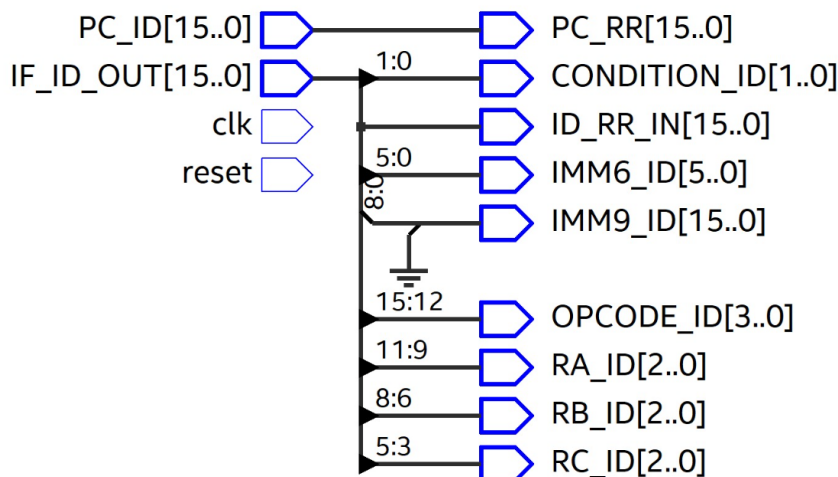 PC_ID[15..0] PC_RR[15..0]
IF_ID_OUT[15..0] 1:0 CONDITION_ID[1..0]
clk ID_RR_IN[15..0]
reset 5:0 IMM6_ID[5..0]
8:0 IMM9_ID[15..0]
15:12 OPCODE_ID[3..0]
11:9 RA_ID[2..0]
8:6 RB_ID[2..0]
5:3 RC_ID[2..0]